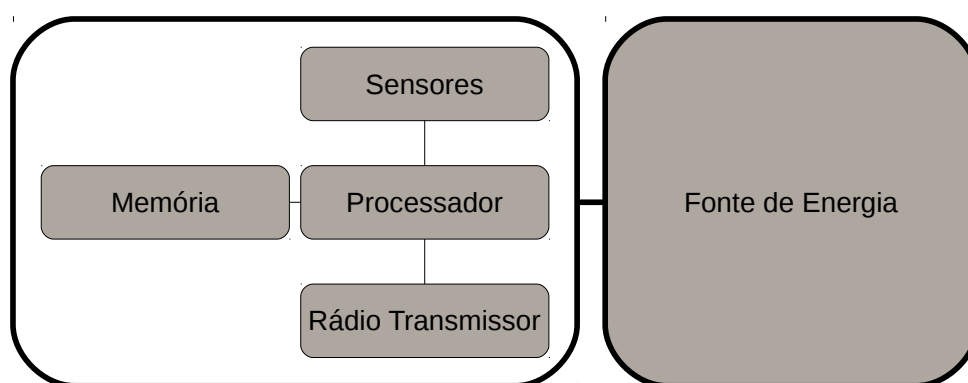 Sensores
Memória
Processador
Fonte de Energia
Rádio Transmissor